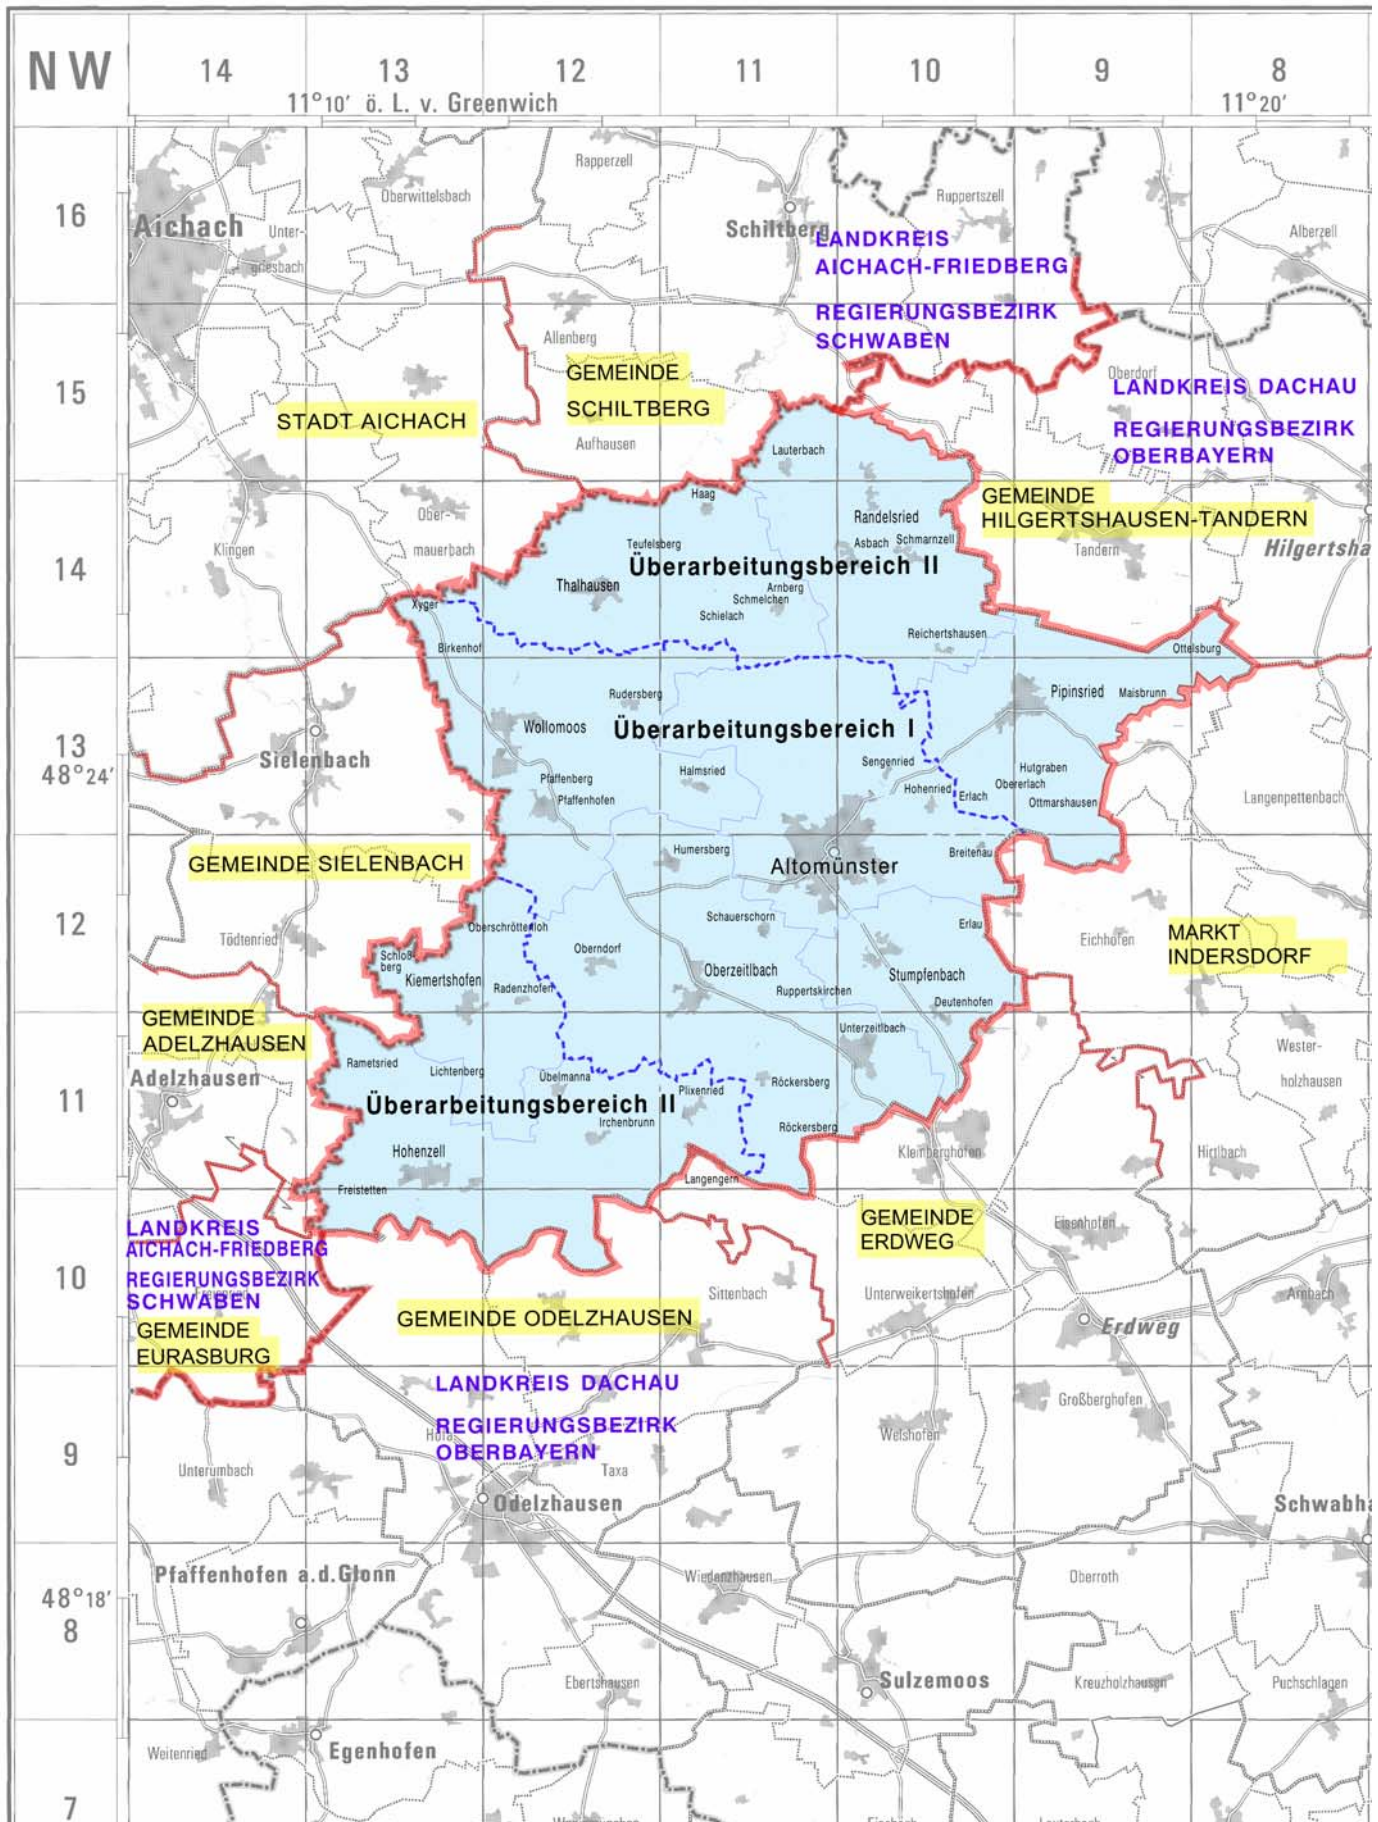 NW
14
13
12
11
10
9
8
11°10' ö. L. v. Greenwich
11°20'
16
Rapperzell
Oberwittelsbach
Ruppertszell
Aichach
Unter-
griesbach
Schiltberg
Alberzell
LANDKREIS
AICHACH-FRIEDBERG
REGIERUNGSBEZIRK
SCHWABEN
15
Allenberg
GEMEINDE
SCHILTBERG
Oberdorf
LANDKREIS DACHAU
REGIERUNGSBEZIRK
OBERBAYERN
STADT AICHACH
Aufhausen
Lauterbach
Haag
GEMEINDE
HILGERTSHAUSEN-TANDERN
Ober-
mauerbach
Randelsried
Klingen
Teufelsberg
Asbach
Schmarnzell
Tandern
Hilgertsha
14
Überarbeitungsbereich II
Thalhausen
Arnberg
Schmelchen
Schielach
Xyger
Birkenhof
Reichertshausen
Ottelsburg
Rudersberg
Pipinsried
Maisbrunn
13
Wollomoos
Überarbeitungsbereich I
Sielenbach
48°24'
Halmsried
Sengenried
Hutgraben
Pfaffenberg
Obererlach
Hohenried
Erlach
Pfaffenhofen
Ottmarshausen
Langenpettenbach
GEMEINDE SIELENBACH
Humersberg
Altomünster
Breitenau
12
Schauerschorn
Oberschröttenloh
Erlau
Tödtenried
Eichhofen
MARKT
INDERSDORF
Schloß-
berg
Oberndorf
Kiemertshofen
Oberzeitlbach
Stumpfenbach
Radenzhofen
Ruppertskirchen
Deutenhofen
GEMEINDE
ADELZHAUSEN
Unterzeitlbach
Wester-
holzhausen
Rametsried
Lichtenberg
Adelzhausen
Übelmanna
Plixenried
Röckersberg
11
Überarbeitungsbereich II
Irchenbrunn
Röckersberg
Hohenzell
Kleinberghofen
Hirtlbach
Langengern
Freistetten
GEMEINDE
ERDWEG
Eisenhofen
LANDKREIS
AICHACH-FRIEDBERG
REGIERUNGSBEZIRK
SCHWABEN
10
Sittenbach
Unterweikertshofen
Arnbach
GEMEINDE ODELZHAUSEN
Erdweg
GEMEINDE
EURASBURG
LANDKREIS DACHAU
REGIERUNGSBEZIRK
OBERBAYERN
Großberghofen
9
Welshofen
Unterumbach
Taxa
Odelzhausen
Schwabha
Pfaffenhofen a.d.Glonn
Wiedenzhausen
Oberroth
48°18'
8
Ebertshausen
Sulzemoos
Kreuzholzhausen
Puchschlagen
Weitenried
Egenhofen
7